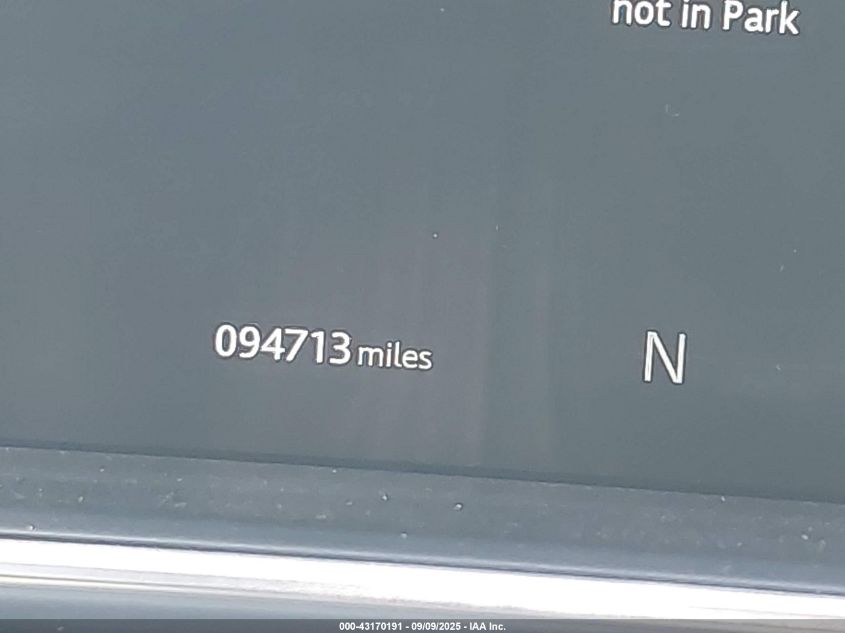 not in Park
094713 miles
N
000-43170191 - 09/09/2025 - IAA Inc.